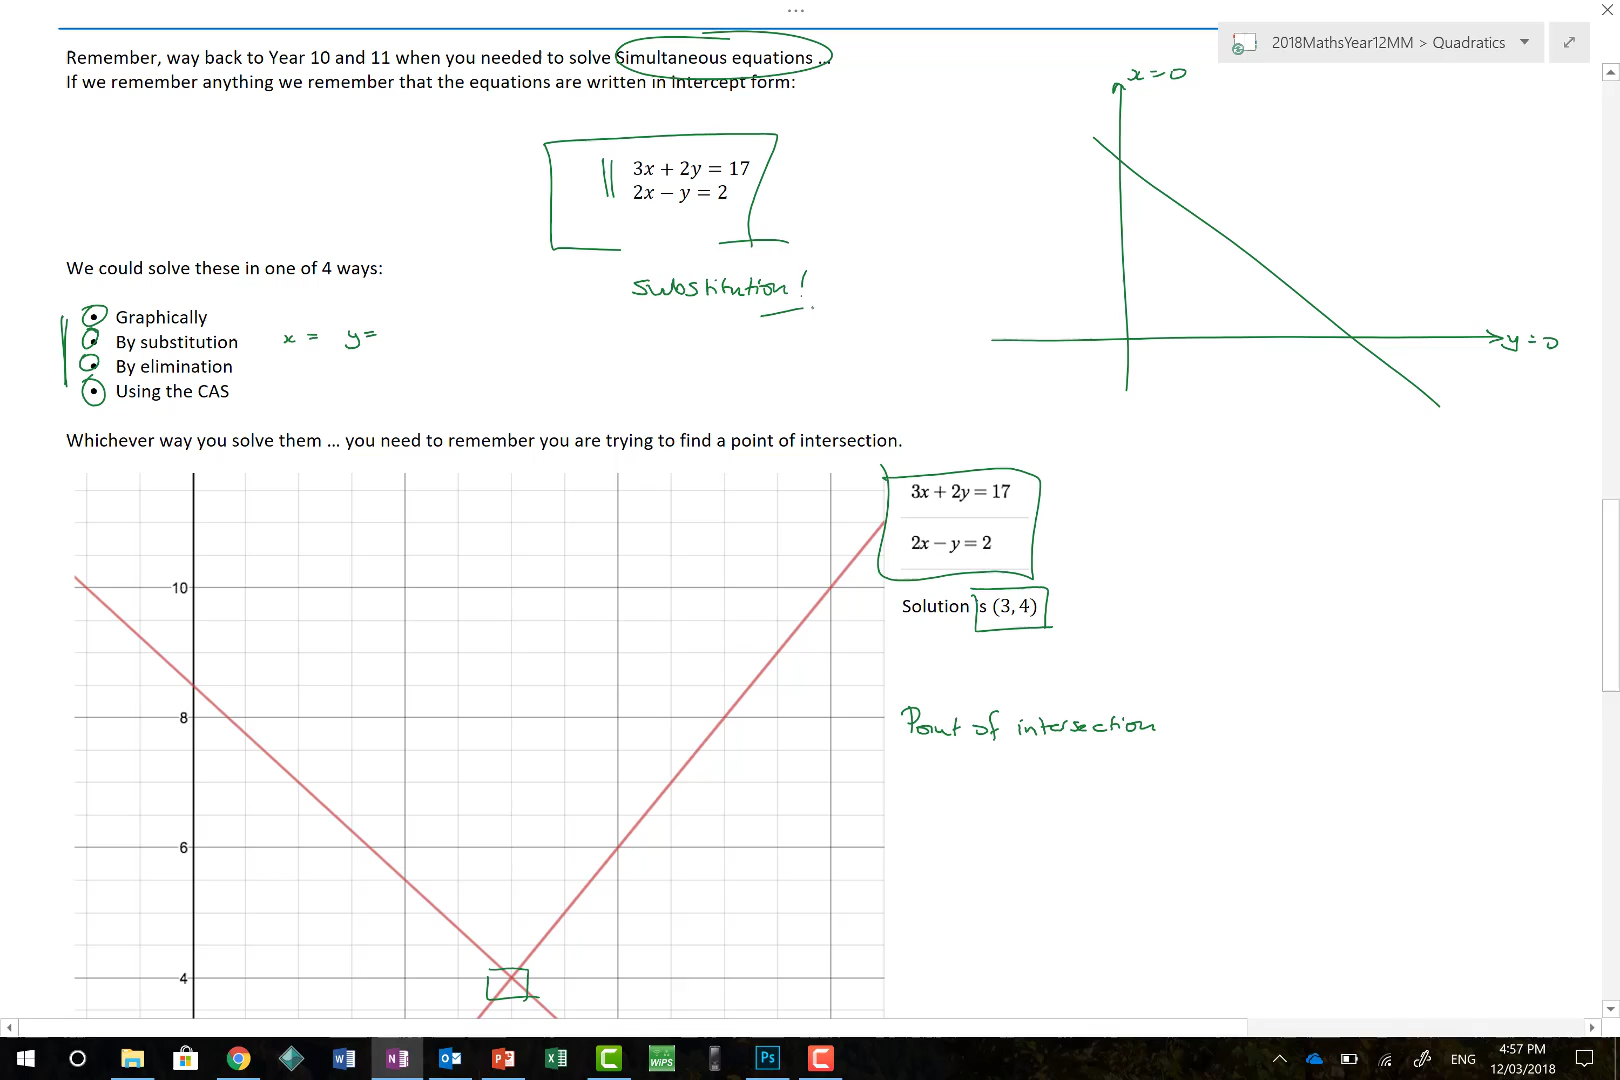 2018MathsYear12MM > Quadratics
Remember, way back to Year 10 and 11 when you needed to solve Simultaneous equations ...
If we remember anything we remember that the equations are written in intercept form:
x = 0
3x + 2y = 17
2x − y = 2
We could solve these in one of 4 ways:
substitution!
• Graphically
• By substitution x = y =
• By elimination
• Using the CAS
y = 0
Whichever way you solve them ... you need to remember you are trying to find a point of intersection.
3x + 2y = 17
2x − y = 2
Solution is (3, 4)
Point of intersection
10
8
6
4
ENG
4:57 PM
12/03/2018
WiPS
Ps